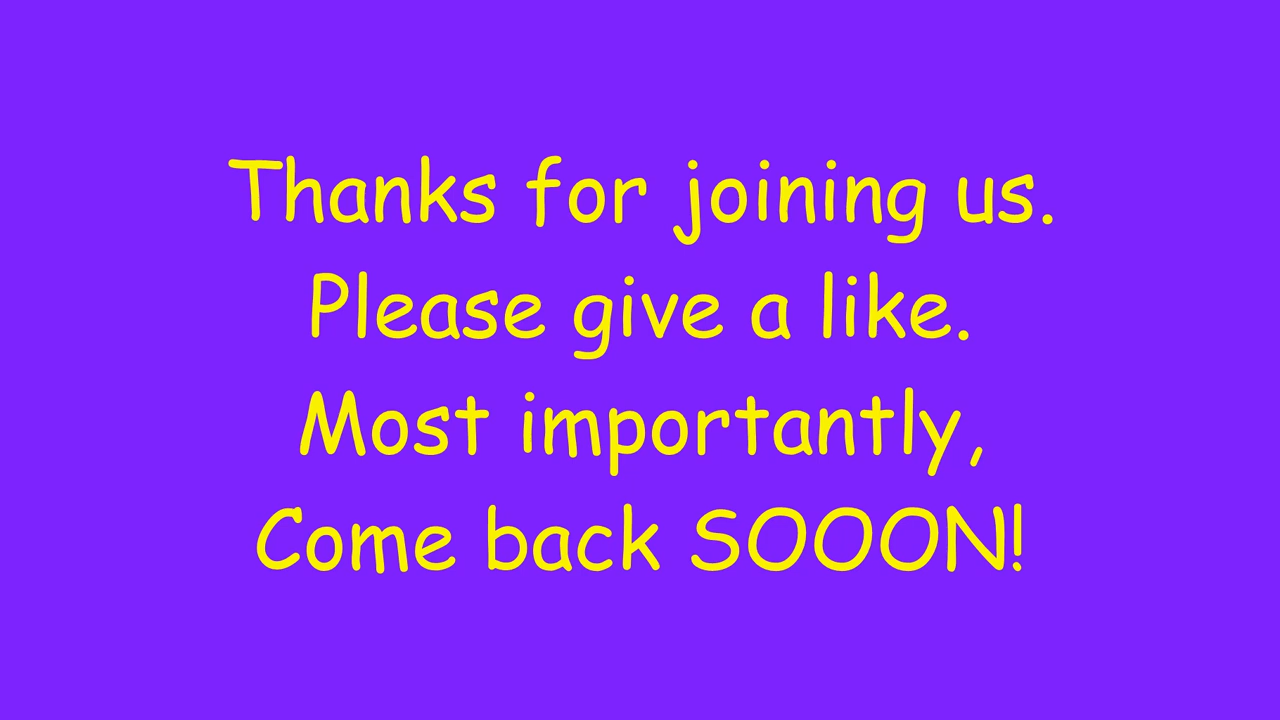 Thanks for joining us.
Please give a like.
Most importantly,
Come back SOOON!